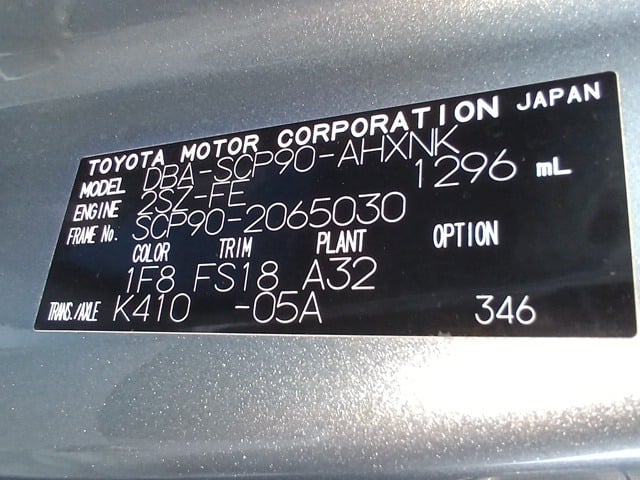 TOYOTA MOTOR CORPORATION JAPAN
MODEL DBA-SCP90-AHXNK
ENGINE 2SZ-FE 1296 mL
FRAME No. SCP90-2065030
COLOR TRIM PLANT OPTION
1F8 FS18 A32
TRANS./AXLE K410 -05A 346